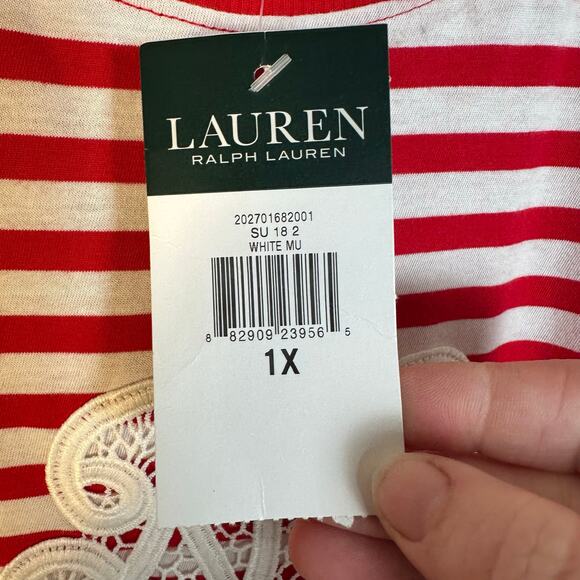 LAUREN
RALPH LAUREN
202701682001
SU 18 2
WHITE MU
8 82909 23956 5
1X